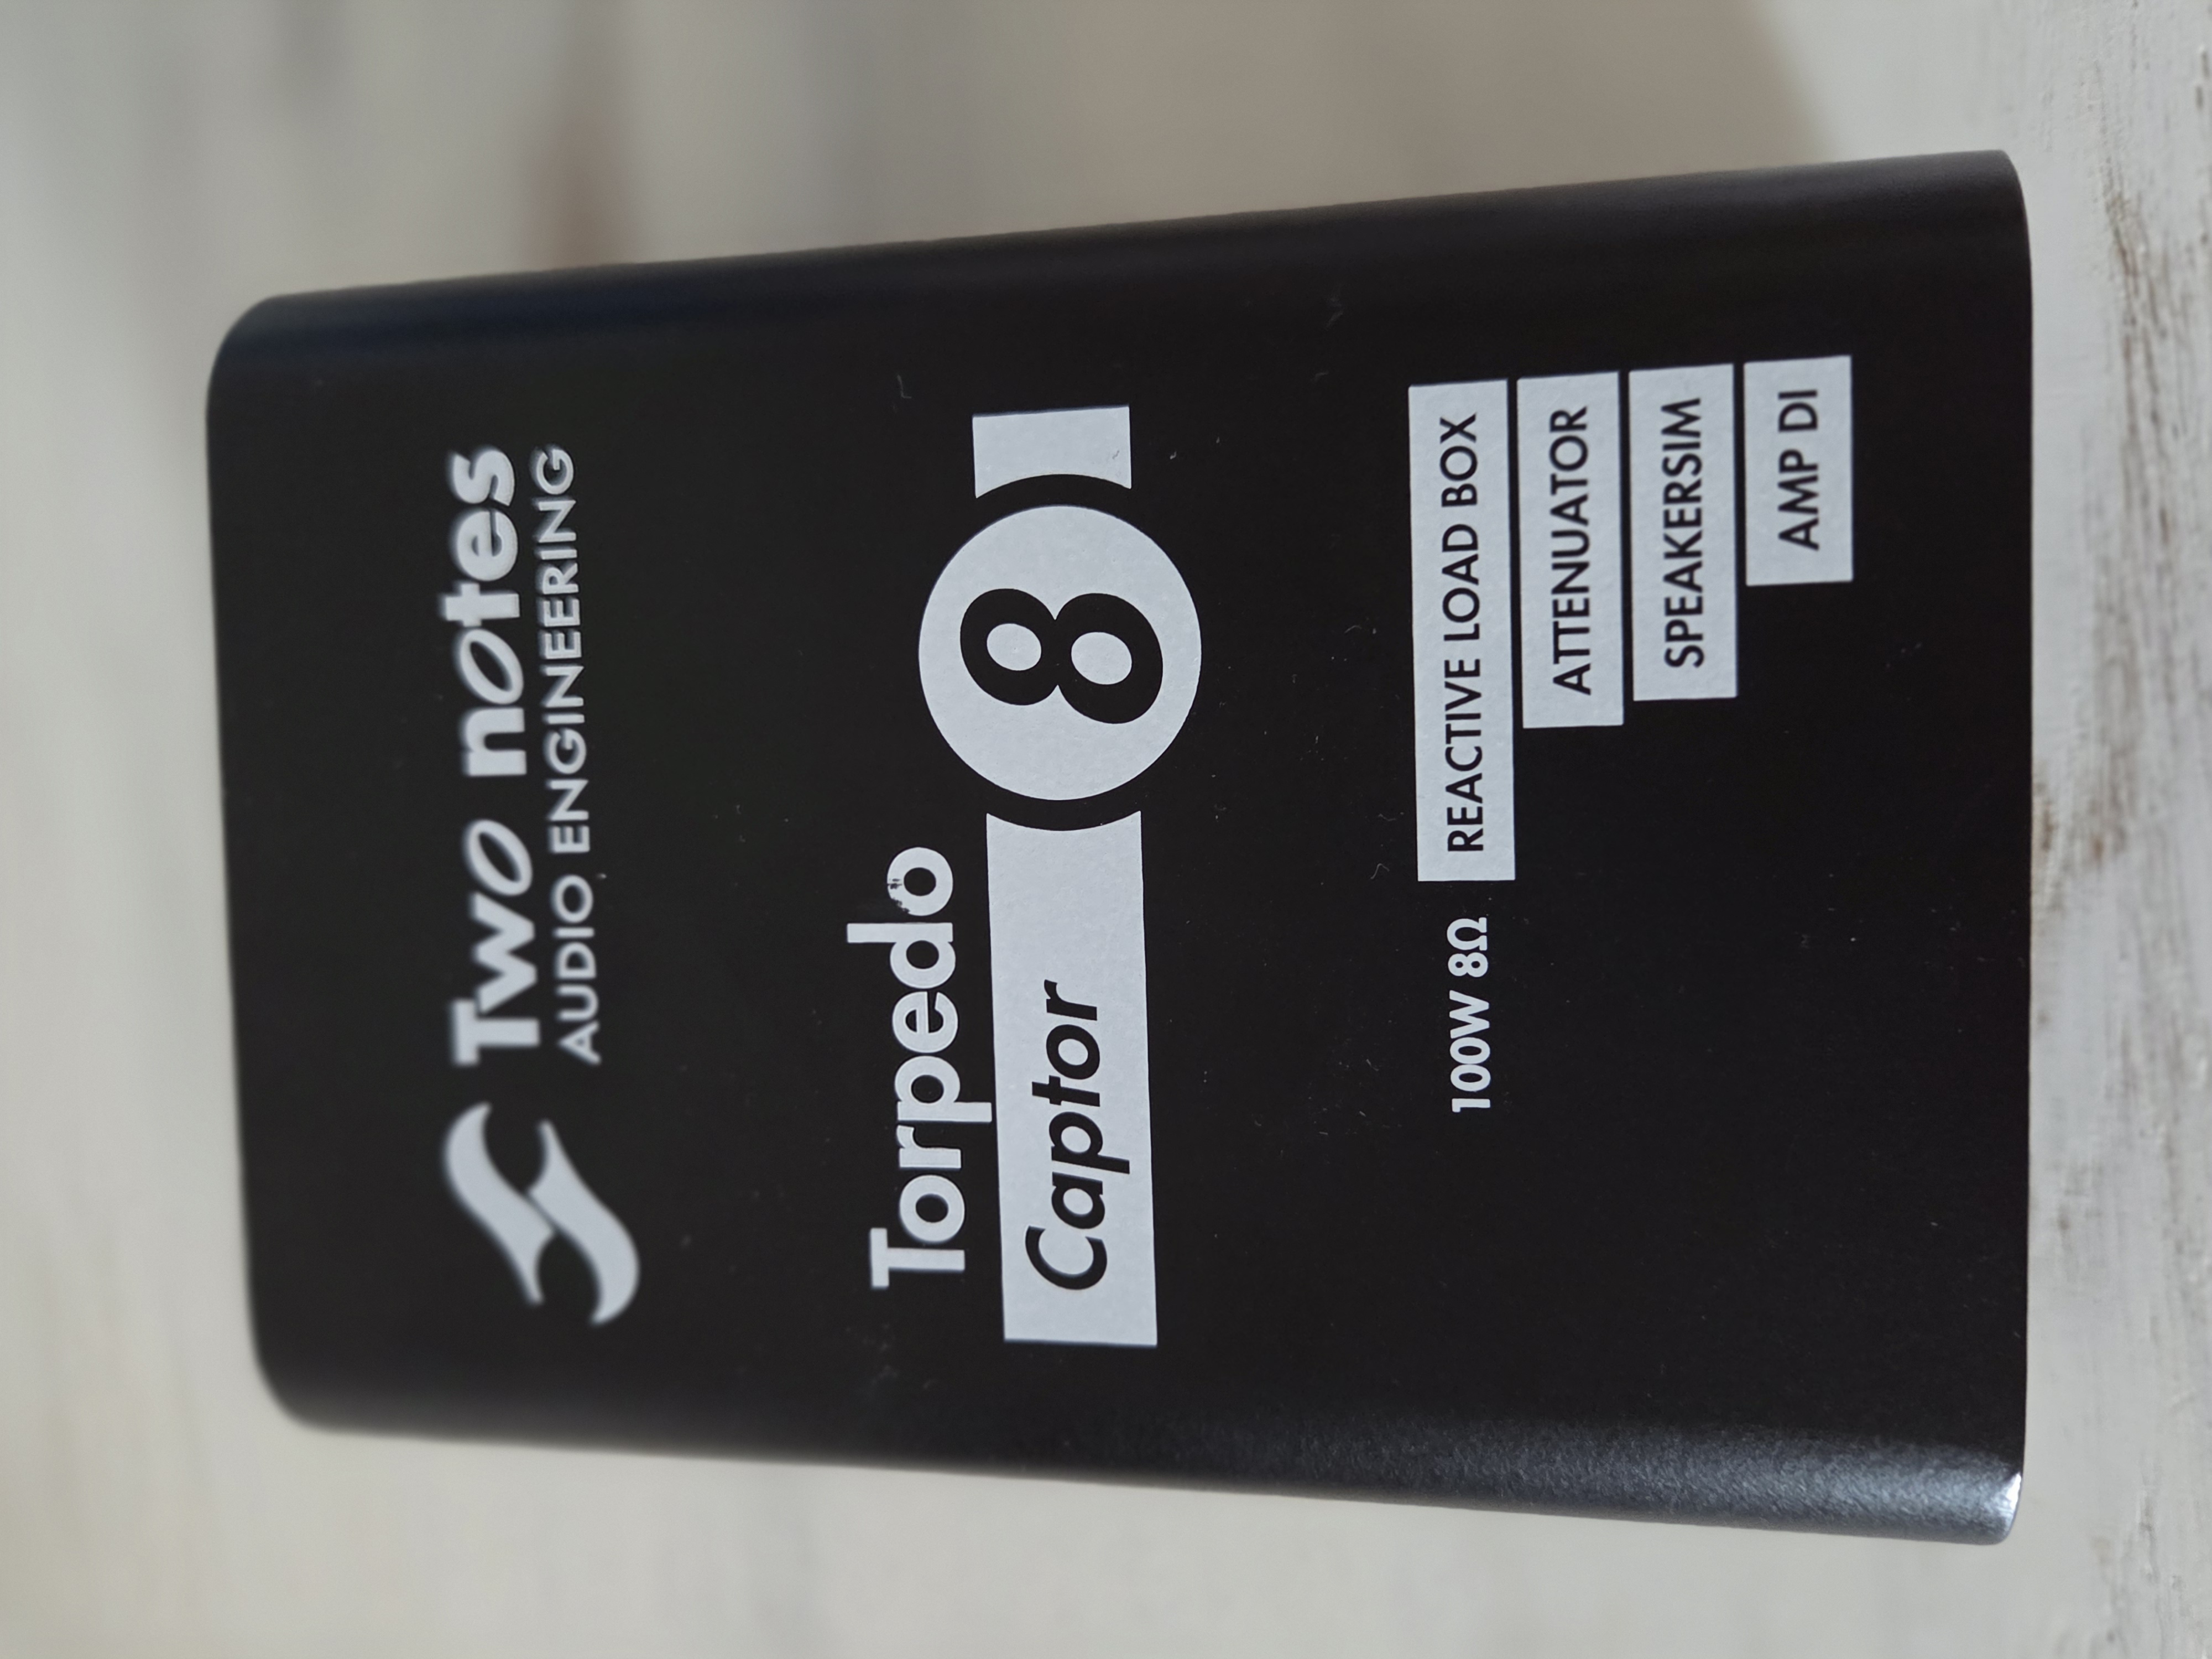 Two notes
AUDIO ENGINEERING
Torpedo
Captor 8
100W 8Ω REACTIVE LOAD BOX
ATTENUATOR
SPEAKERSIM
AMP DI